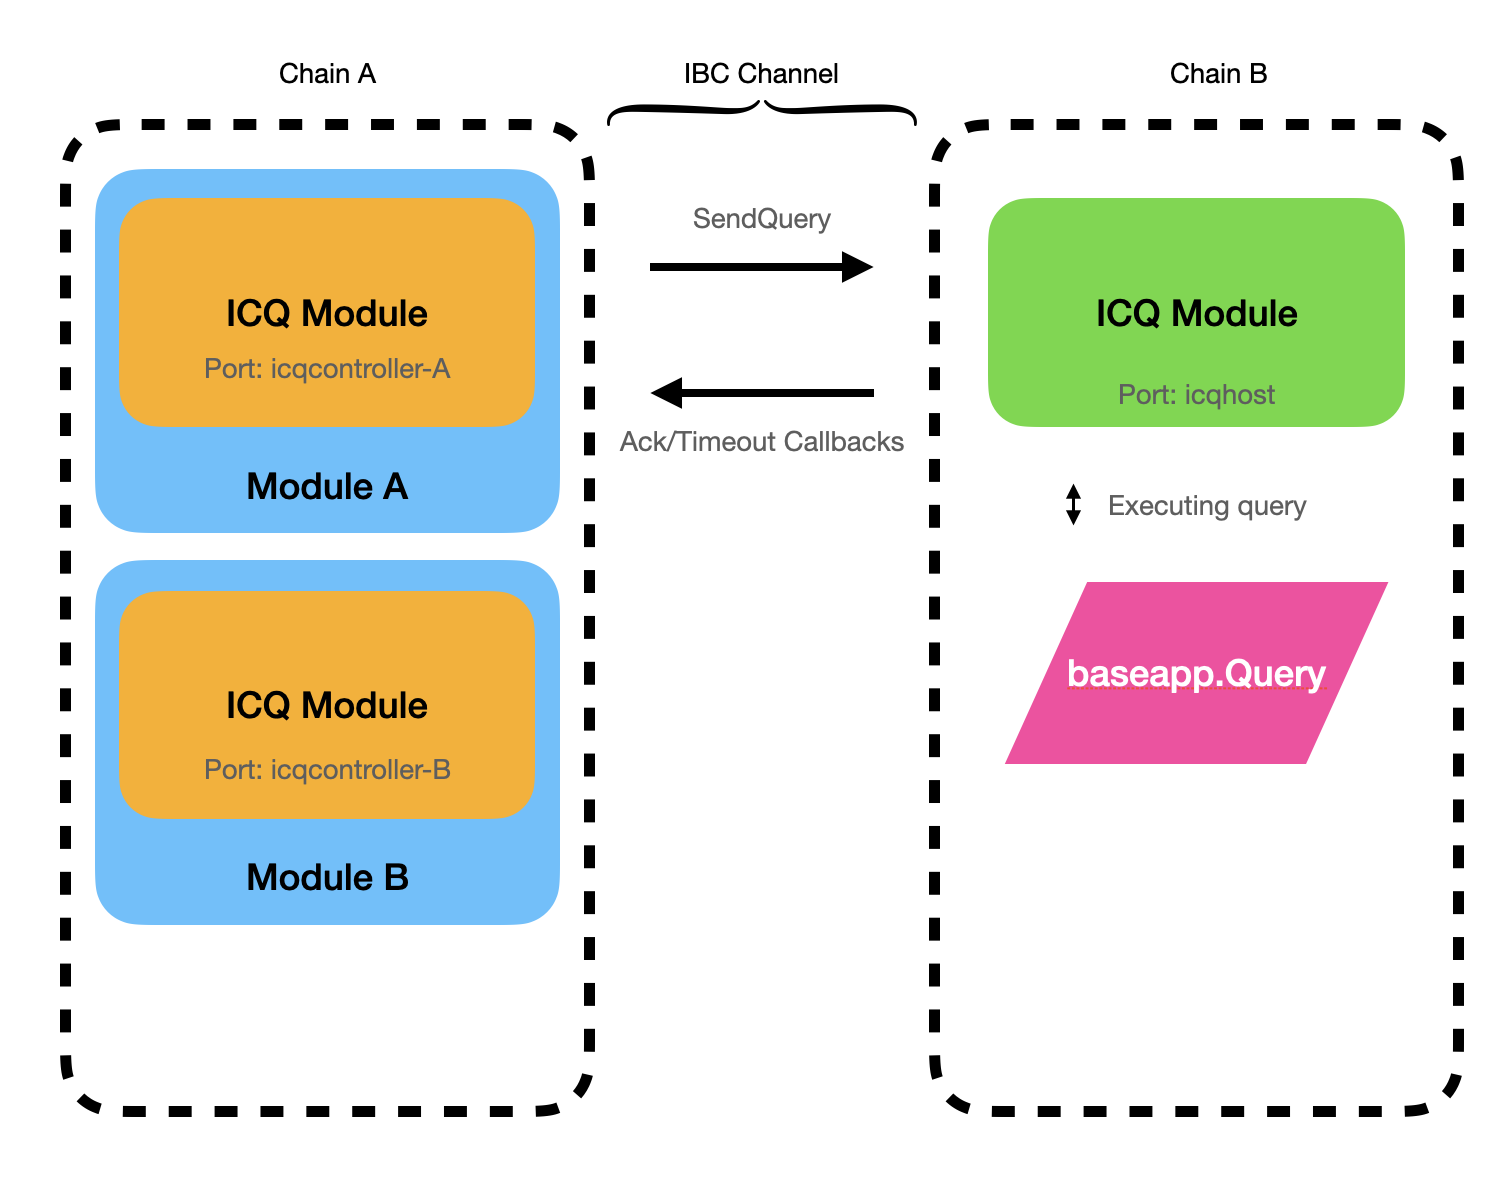 Chain A
IBC Channel
Chain B
ICQ Module
Port: icqcontroller-A
Module A
ICQ Module
Port: icqcontroller-B
Module B
SendQuery
Ack/Timeout Callbacks
ICQ Module
Port: icqhost
Executing query
baseapp.Query